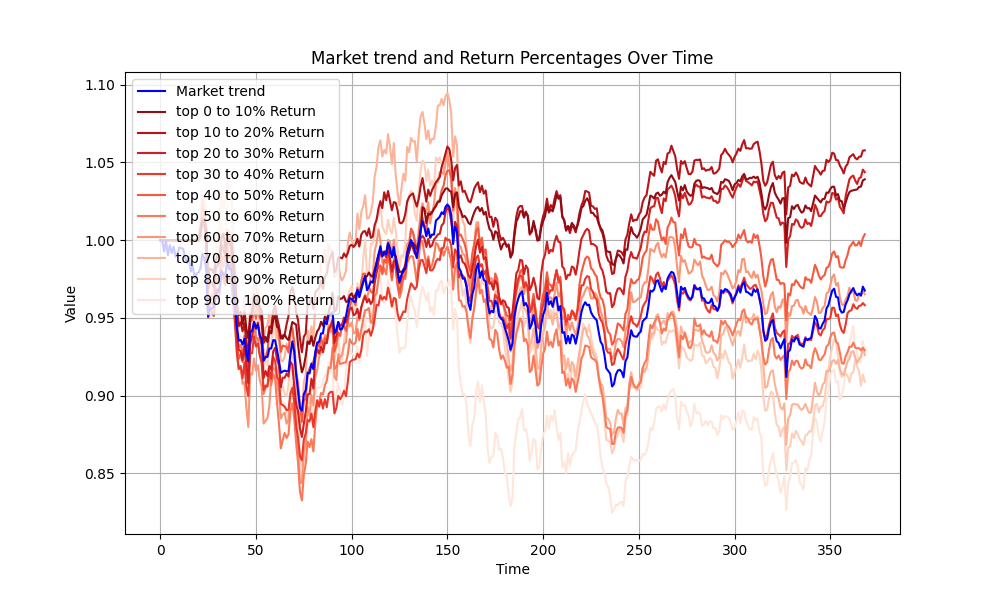 Market trend and Return Percentages Over Time
Value
1.10
1.05
1.00
0.95
0.90
0.85
Market trend
top 0 to 10% Return
top 10 to 20% Return
top 20 to 30% Return
top 30 to 40% Return
top 40 to 50% Return
top 50 to 60% Return
top 60 to 70% Return
top 70 to 80% Return
top 80 to 90% Return
top 90 to 100% Return
0 50 100 150 200 250 300 350
Time